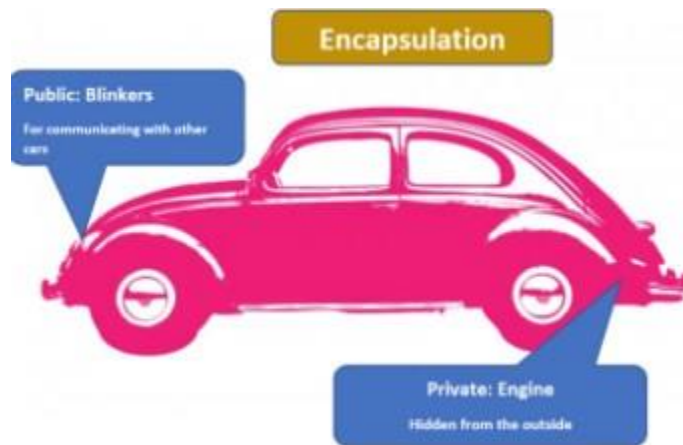 Encapsulation
Public: Blinkers
For communicating with other
cars
Private: Engine
Hidden from the outside